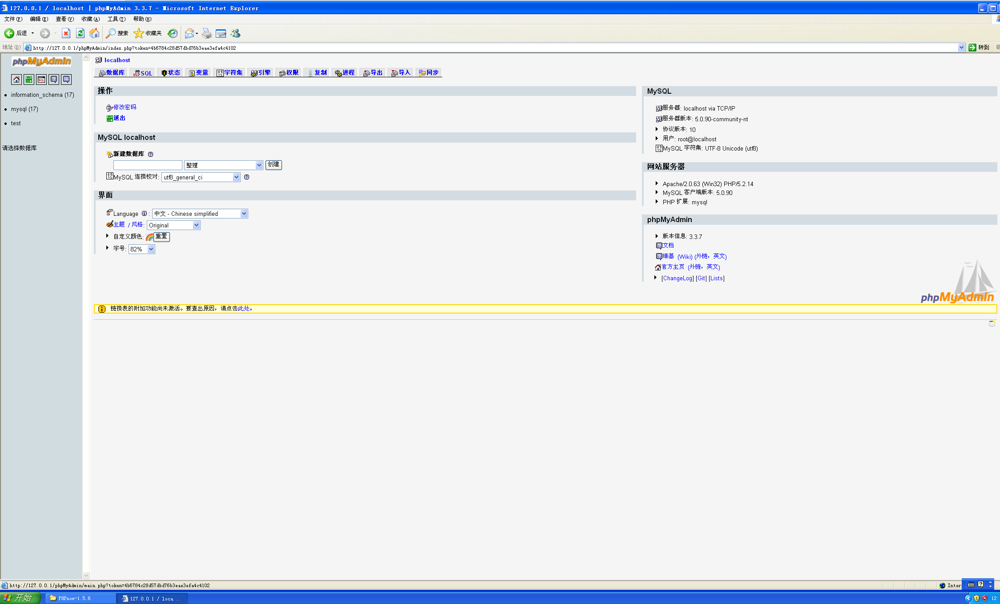 127.0.0.1 / localhost | phpMyAdmin 3.3.7 - Microsoft Internet Explorer
文件(F) 编辑(E) 查看(V) 收藏(A) 工具(T) 帮助(H)
后退 搜索 收藏夹
地址(D) http://127.0.0.1/phpMyAdmin/index.php?token=4b6784c28d57dbd76b3eae3efa4c4102 转到
phpMyAdmin
information_schema (17)
mysql (17)
test
请选择数据库
localhost
数据库 SQL 状态 变量 字符集 引擎 权限 复制 进程 导出 导入 同步
操作
修改密码
退出
MySQL localhost
新建数据库
整理 创建
MySQL 连接校对: utf8_general_ci
界面
Language : 中文 - Chinese simplified
主题 / 风格: Original
自定义颜色: 重置
字号: 82%
MySQL
服务器: localhost via TCP/IP
服务器版本: 5.0.90-community-nt
协议版本: 10
用户: root@localhost
MySQL 字符集: UTF-8 Unicode (utf8)
网站服务器
Apache/2.0.63 (Win32) PHP/5.2.14
MySQL 客户端版本: 5.0.90
PHP 扩展: mysql
phpMyAdmin
版本信息: 3.3.7
文档
维基 (Wiki) (外链，英文)
官方主页 (外链，英文)
[ChangeLog] [Git] [Lists]
phpMyAdmin
链接表的附加功能尚未激活。要查出原因，请点击此处。
http://127.0.0.1/phpMyAdmin/main.php?token=4b6784c28d57dbd76b3eae3efa4c4102 Inter
开始 PHPnow-1.5.6 127.0.0.1 / loca... 12: